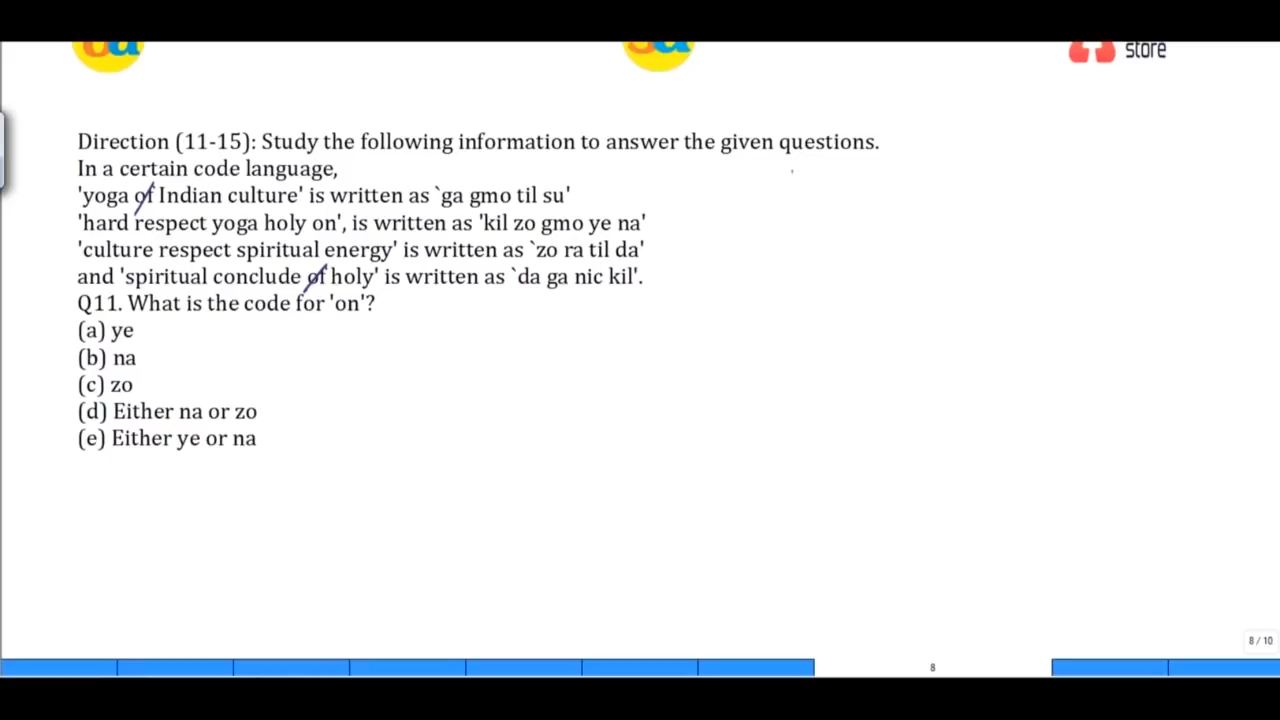 store
Direction (11-15): Study the following information to answer the given questions.
In a certain code language,
'yoga of Indian culture' is written as `ga gmo til su'
'hard respect yoga holy on', is written as 'kil zo gmo ye na'
'culture respect spiritual energy' is written as `zo ra til da'
and 'spiritual conclude of holy' is written as `da ga nic kil'.
Q11. What is the code for 'on'?
(a) ye
(b) na
(c) zo
(d) Either na or zo
(e) Either ye or na
8 / 10
8